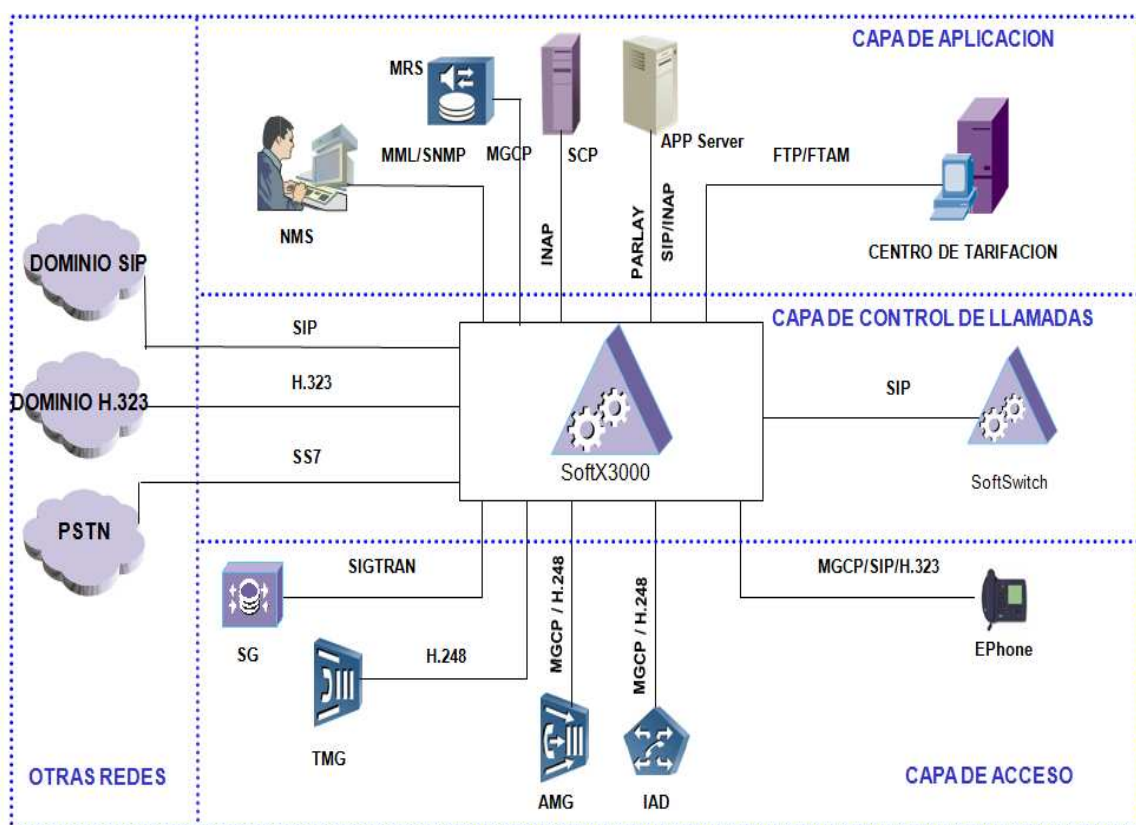 CAPA DE APLICACION
MRS
MML/SNMP
MGCP
SCP
APP Server
FTP/FTAM
NMS
INAP
PARLAY
SIP/INAP
CENTRO DE TARIFACION
DOMINIO SIP
SIP
CAPA DE CONTROL DE LLAMADAS
DOMINIO H.323
H.323
SIP
SS7
SoftX3000
SoftSwitch
PSTN
SIGTRAN
MGCP / H.248
MGCP / H.248
MGCP/SIP/H.323
SG
H.248
EPhone
TMG
AMG
IAD
OTRAS REDES
CAPA DE ACCESO